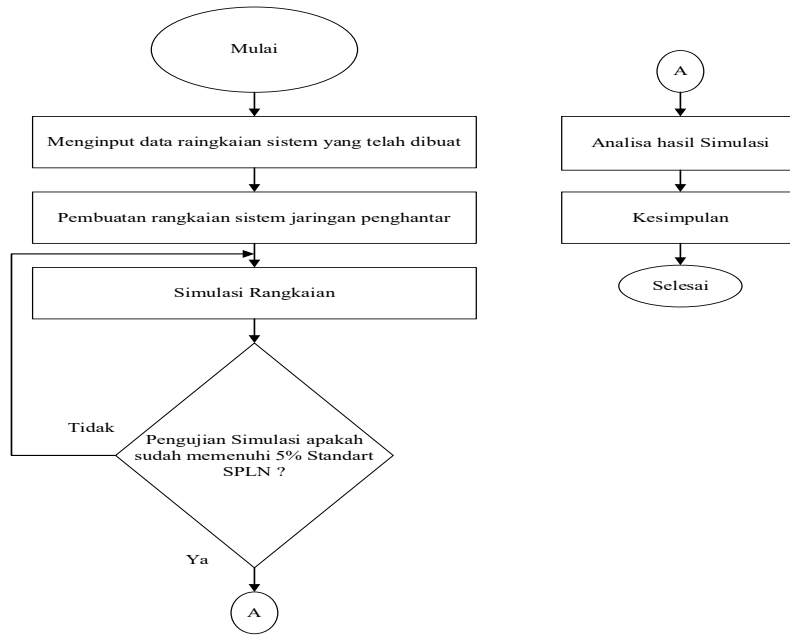 Mulai
Menginput data raingkaian sistem yang telah dibuat
Pembuatan rangkaian sistem jaringan penghantar
Simulasi Rangkaian
Tidak
Pengujian Simulasi apakah
sudah memenuhi 5% Standart
SPLN ?
Ya
A
A
Analisa hasil Simulasi
Kesimpulan
Selesai